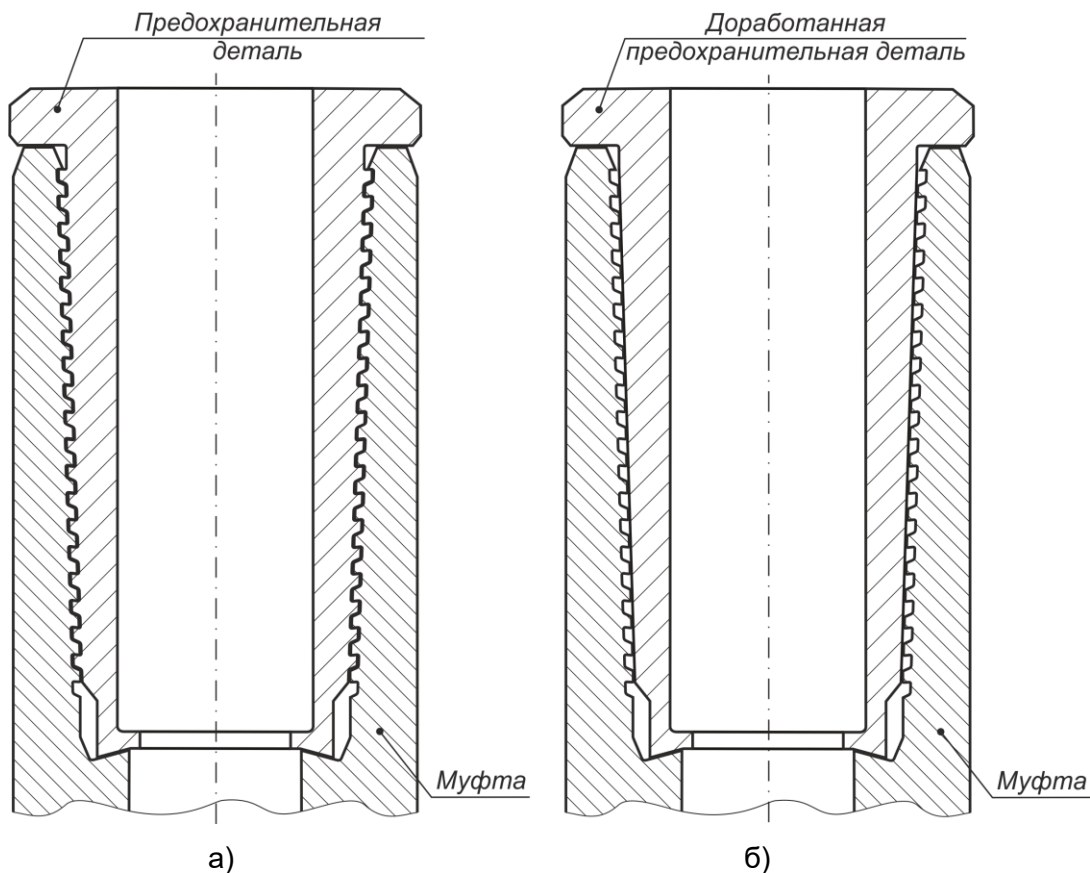 Предохранительная
деталь
Доработанная
предохранительная деталь
Муфта
Муфта
а)
б)